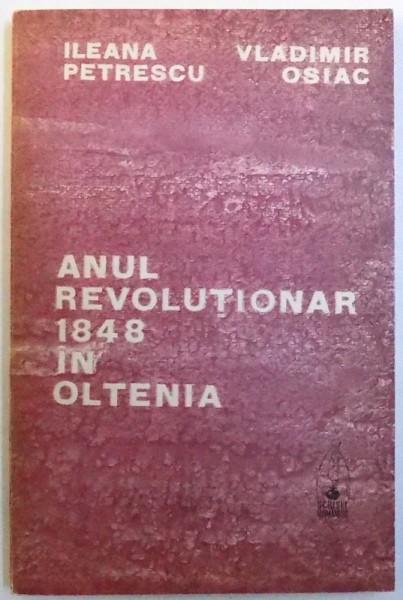 ILEANA PETRESCU
VLADIMIR OSIAC
ANUL
REVOLUȚIONAR
1848
ÎN
OLTENIA